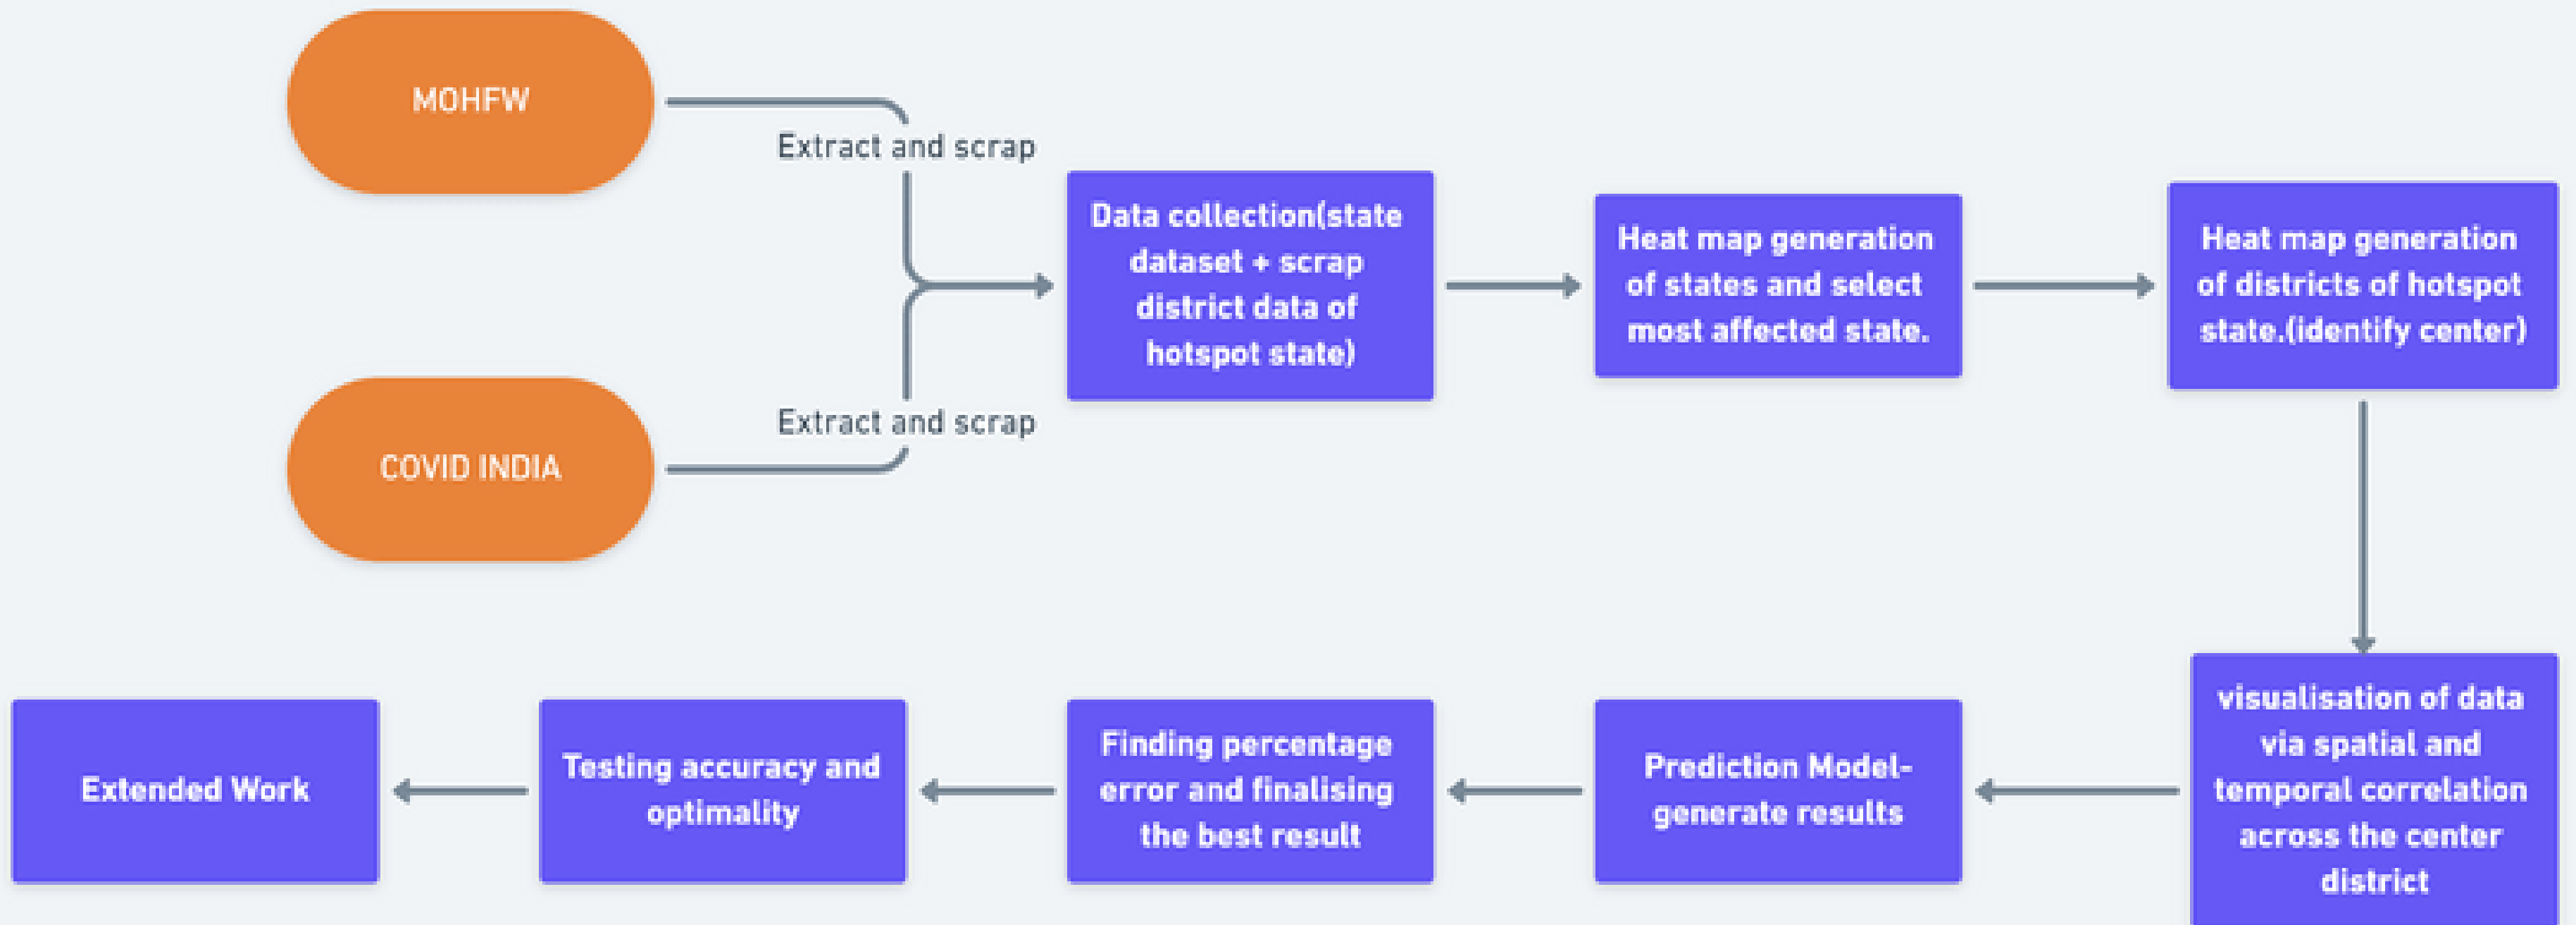 MOHFW
Extract and scrap
COVID INDIA
Extract and scrap
Data collection(state
dataset + scrap
district data of
hotspot state)
Heat map generation
of states and select
most affected state.
Heat map generation
of districts of hotspot
state.(identify center)
visualisation of data
via spatial and
temporal correlation
across the center
district
Prediction Model-
generate results
Finding percentage
error and finalising
the best result
Testing accuracy and
optimality
Extended Work